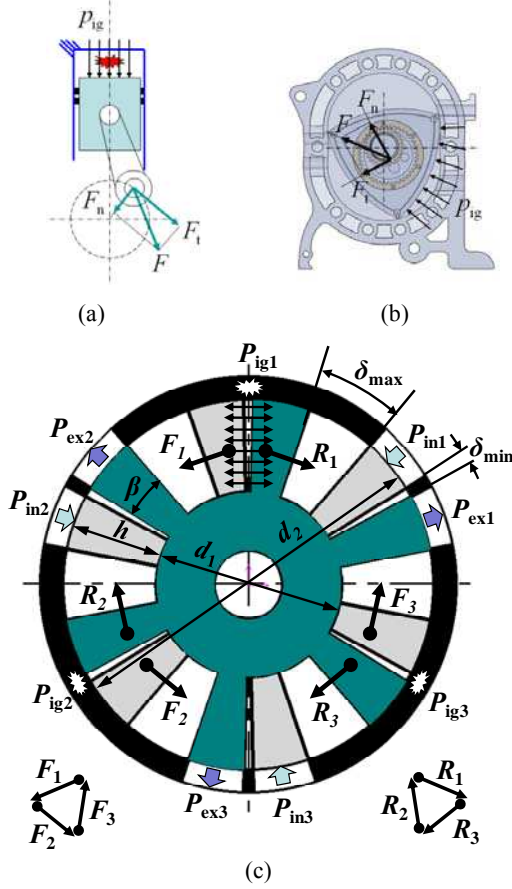 p_ig
F_n
F_t
F
(a)
F_n
F
F_t
p_ig
(b)
P_ig1
δ_max
P_ex2
P_in1
δ_min
F_1
R_1
P_in2
β
P_ex1
h
d_1
d_2
R_2
F_3
P_ig2
F_2
R_3
P_ig3
F_1
F_2
F_3
P_ex3
P_in3
R_1
R_2
R_3
(c)